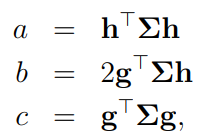 a = h⊤Σh
b = 2g⊤Σh
c = g⊤Σg,